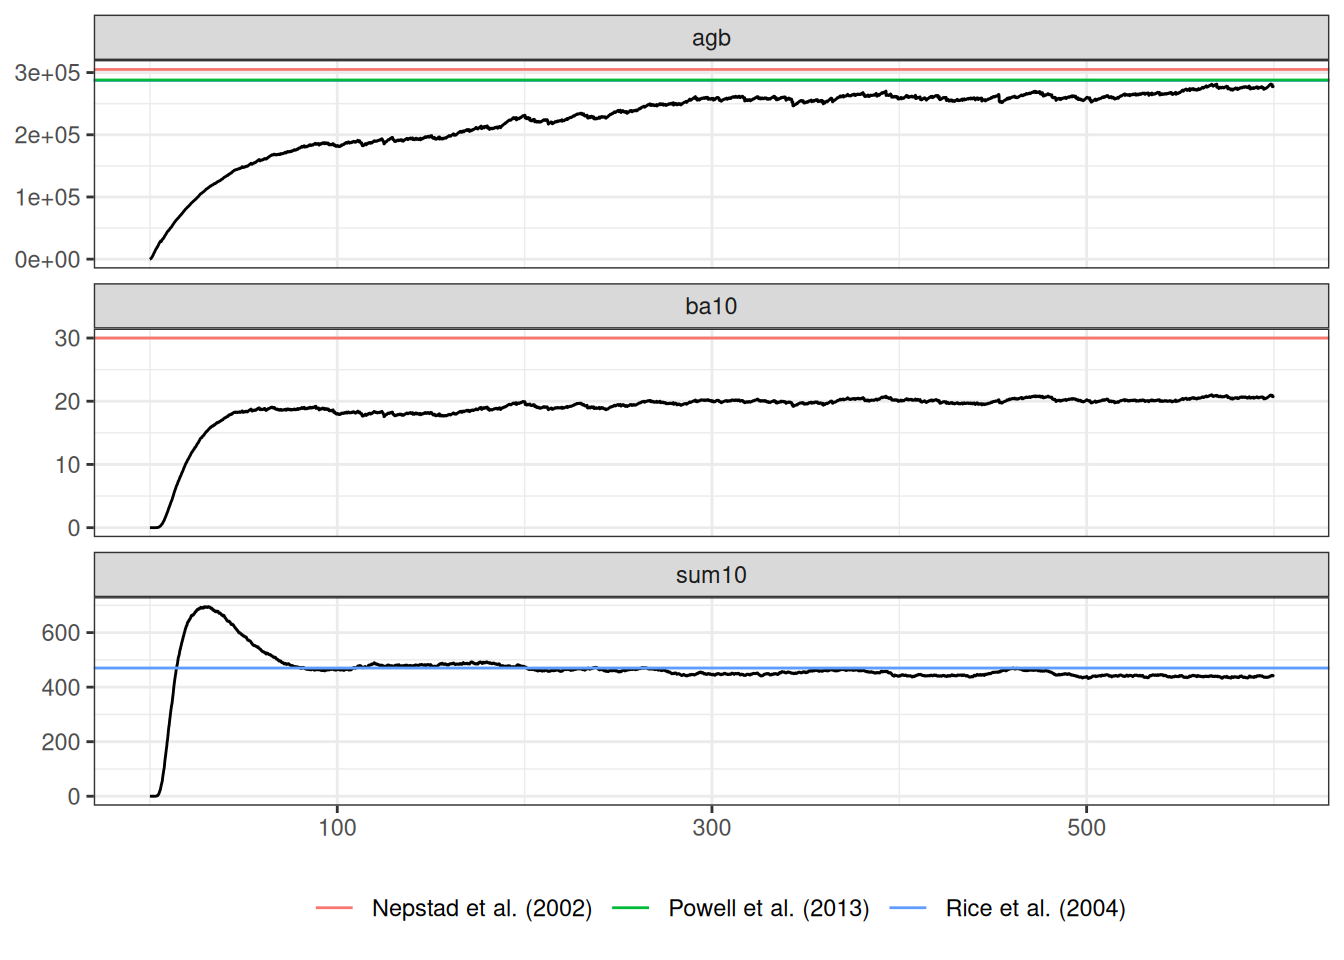 agb
3e+05
2e+05
1e+05
0e+00
ba10
30
20
10
0
sum10
600
400
200
0
100 300 500
Nepstad et al. (2002) Powell et al. (2013) Rice et al. (2004)